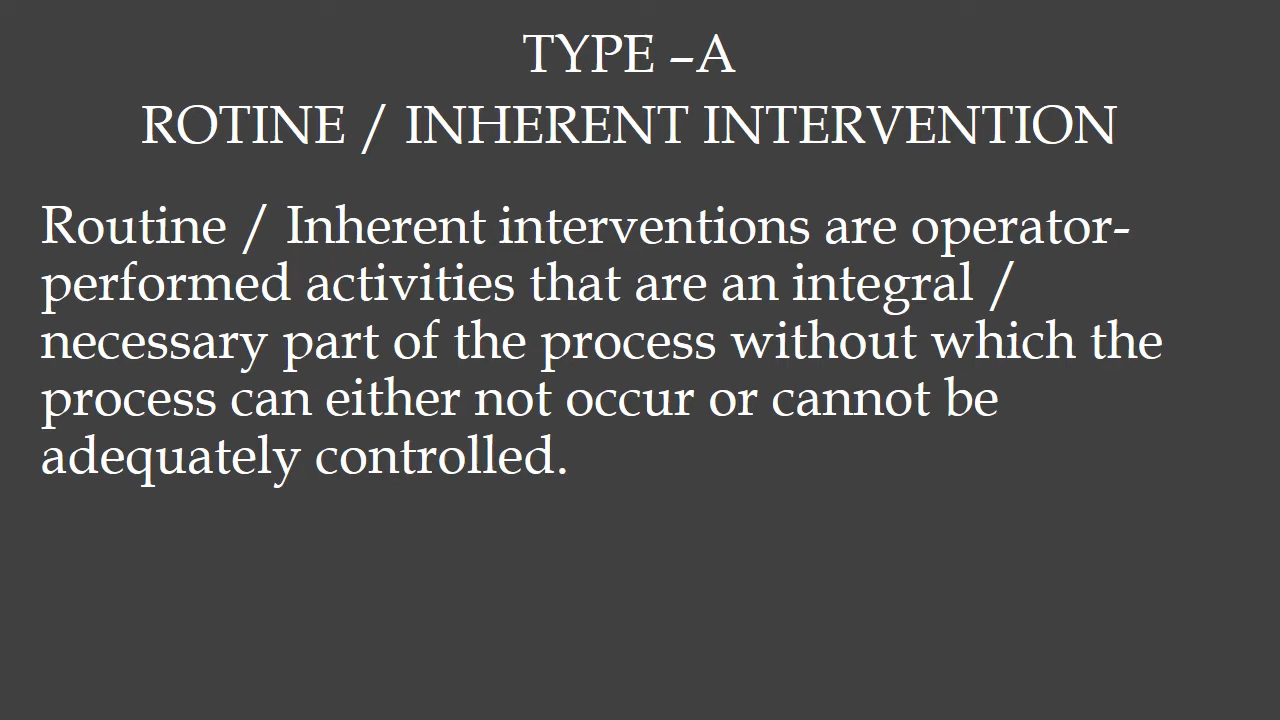 TYPE –A
ROTINE / INHERENT INTERVENTION
Routine / Inherent interventions are operator-
performed activities that are an integral /
necessary part of the process without which the
process can either not occur or cannot be
adequately controlled.